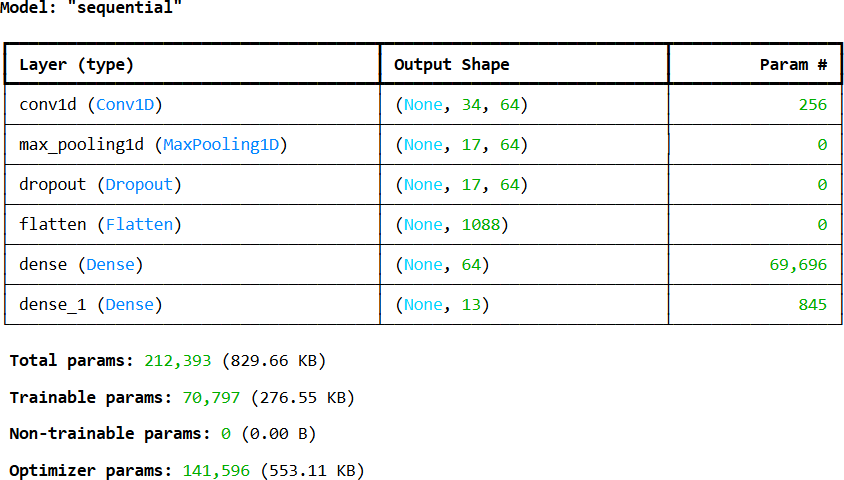 Model: "sequential"
Layer (type) Output Shape Param #
conv1d (Conv1D) (None, 34, 64) 256
max_pooling1d (MaxPooling1D) (None, 17, 64) 0
dropout (Dropout) (None, 17, 64) 0
flatten (Flatten) (None, 1088) 0
dense (Dense) (None, 64) 69,696
dense_1 (Dense) (None, 13) 845
Total params: 212,393 (829.66 KB)
Trainable params: 70,797 (276.55 KB)
Non-trainable params: 0 (0.00 B)
Optimizer params: 141,596 (553.11 KB)